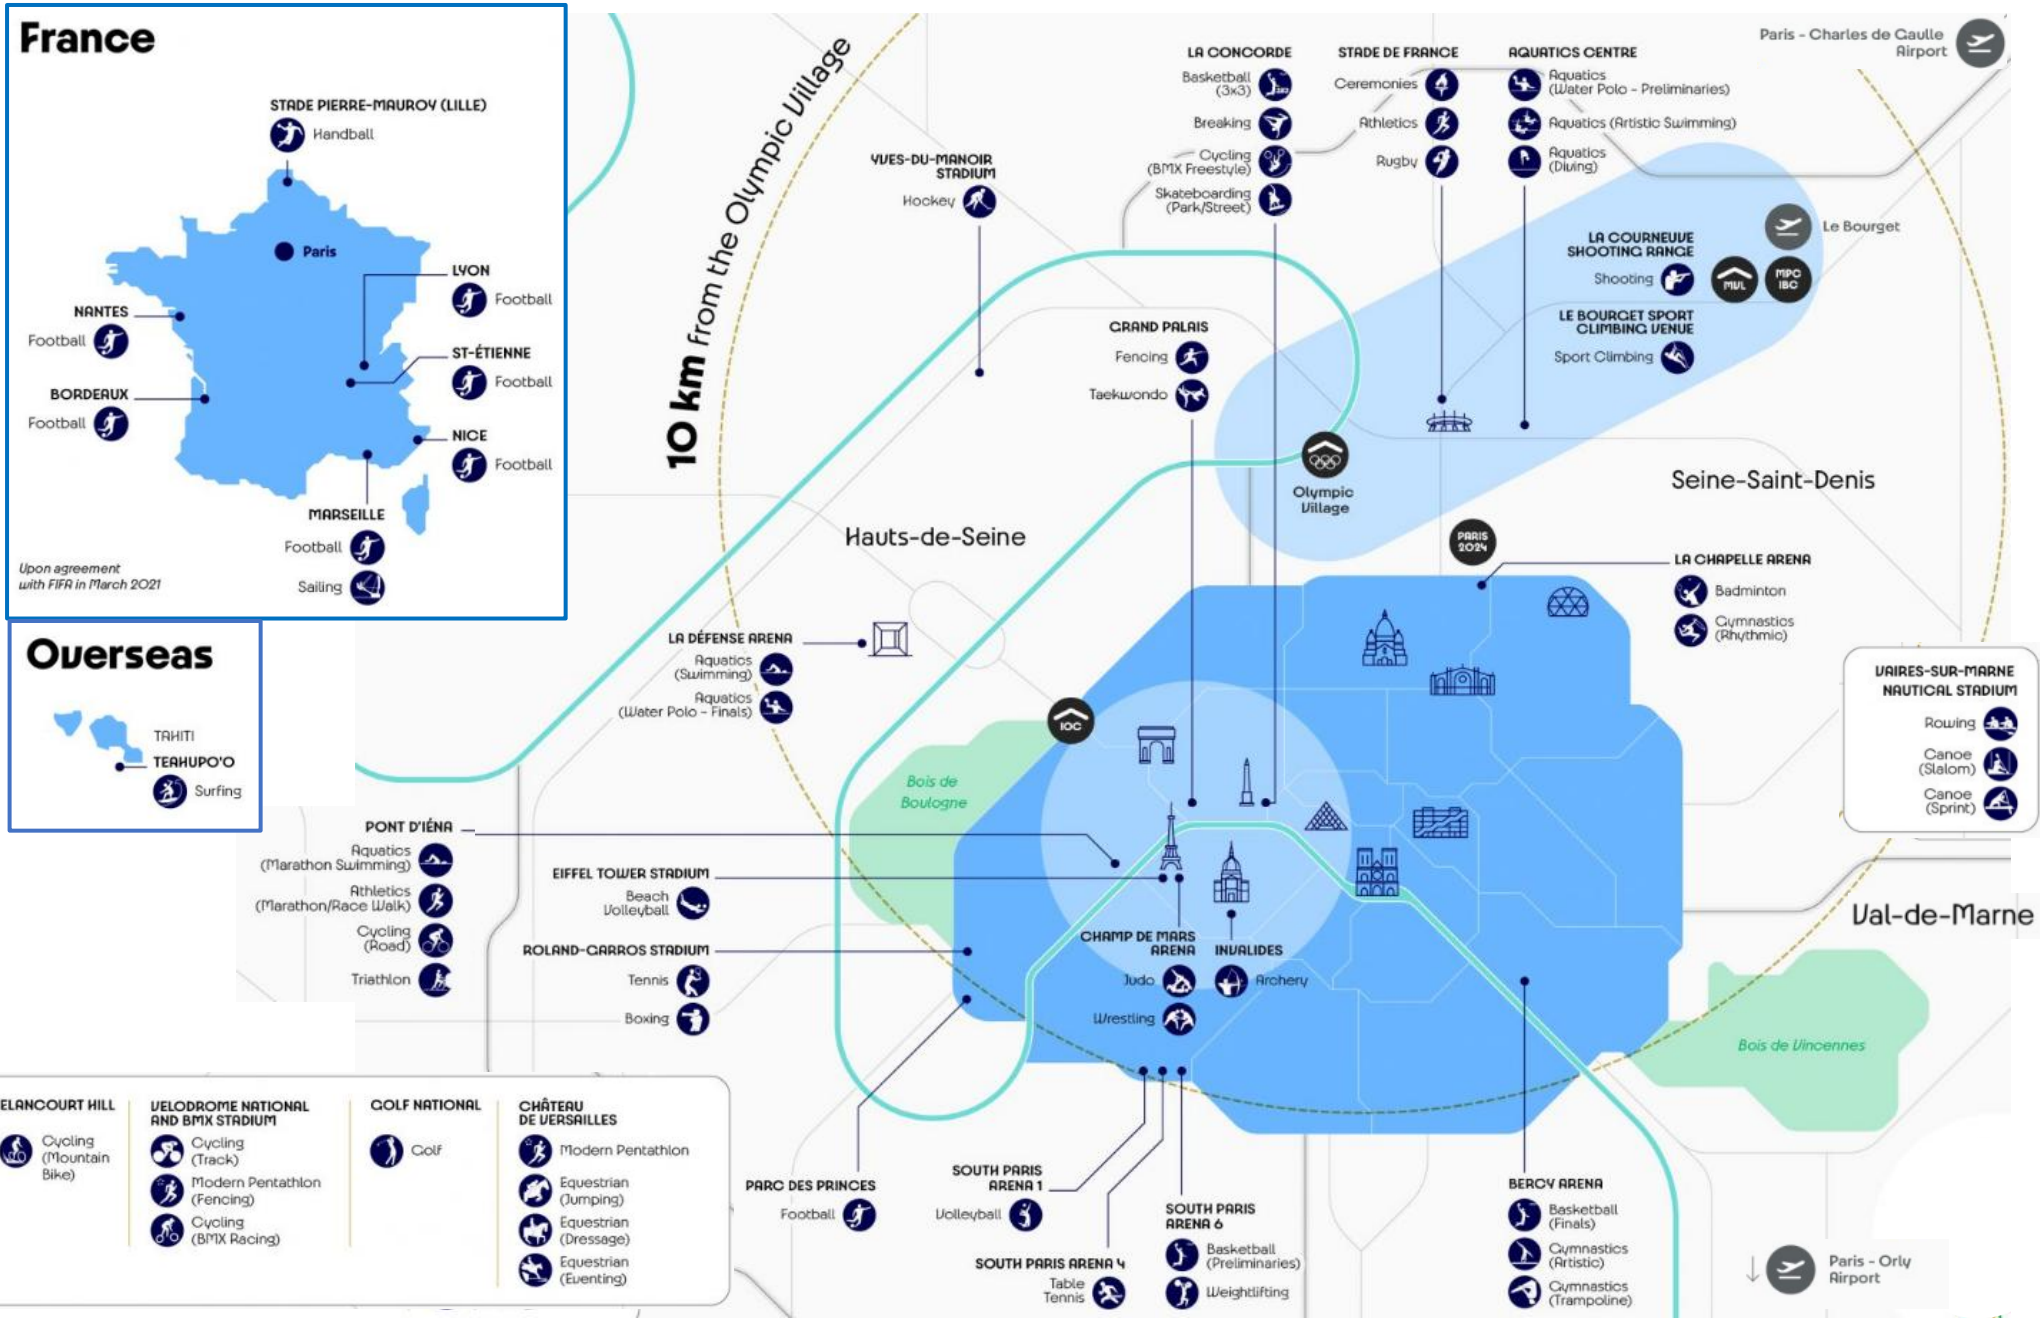 France
STADE PIERRE-MAUROY (LILLE)
Handball
Paris
LYON
Football
NANTES
Football
ST-ÉTIENNE
Football
BORDEAUX
Football
NICE
Football
MARSEILLE
Football
Sailing
Upon agreement
with FIFA in March 2021
Overseas
TAHITI
TEAHUPO'O
Surfing
10 km from the Olympic Village
YVES-DU-MANOIR
STADIUM
Hockey
LA CONCORDE
Basketball
(3x3)
Breaking
Cycling
(BMX Freestyle)
Skateboarding
(Park/Street)
STADE DE FRANCE
Ceremonies
Athletics
Rugby
AQUATICS CENTRE
Aquatics
(Water Polo - Preliminaries)
Aquatics (Artistic Swimming)
Aquatics
(Diving)
Paris - Charles de Gaulle
Airport
Le Bourget
LA COURNEUVE
SHOOTING RANGE
Shooting
MVL
MPC
IBC
LE BOURGET SPORT
CLIMBING VENUE
Sport Climbing
GRAND PALAIS
Fencing
Taekwondo
Olympic
Village
Seine-Saint-Denis
Hauts-de-Seine
PARIS
2024
LA CHAPELLE ARENA
Badminton
Gymnastics
(Rhythmic)
LA DÉFENSE ARENA
Aquatics
(Swimming)
Aquatics
(Water Polo - Finals)
IOC
VAIRES-SUR-MARNE
NAUTICAL STADIUM
Rowing
Canoe
(Slalom)
Canoe
(Sprint)
Bois de
Boulogne
PONT D'IÉNA
Aquatics
(Marathon Swimming)
Athletics
(Marathon/Race Walk)
Cycling
(Road)
Triathlon
EIFFEL TOWER STADIUM
Beach
Volleyball
ROLAND-GARROS STADIUM
Tennis
Boxing
CHAMP DE MARS
ARENA
Judo
Wrestling
INVALIDES
Archery
Val-de-Marne
Bois de Vincennes
ELANCOURT HILL
Cycling
(Mountain
Bike)
VELODROME NATIONAL
AND BMX STADIUM
Cycling
(Track)
Modern Pentathlon
(Fencing)
Cycling
(BMX Racing)
GOLF NATIONAL
Golf
CHÂTEAU
DE VERSAILLES
Modern Pentathlon
Equestrian
(Jumping)
Equestrian
(Dressage)
Equestrian
(Eventing)
PARC DES PRINCES
Football
SOUTH PARIS
ARENA 1
Volleyball
SOUTH PARIS ARENA 4
Table
Tennis
SOUTH PARIS
ARENA 6
Basketball
(Preliminaries)
Weightlifting
BERCY ARENA
Basketball
(Finals)
Gymnastics
(Artistic)
Gymnastics
(Trampoline)
Paris - Orly
Airport